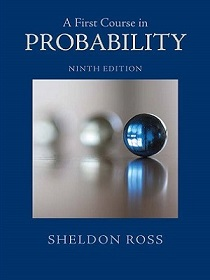 A First Course in
PROBABILITY
NINTH EDITION
SHELDON ROSS